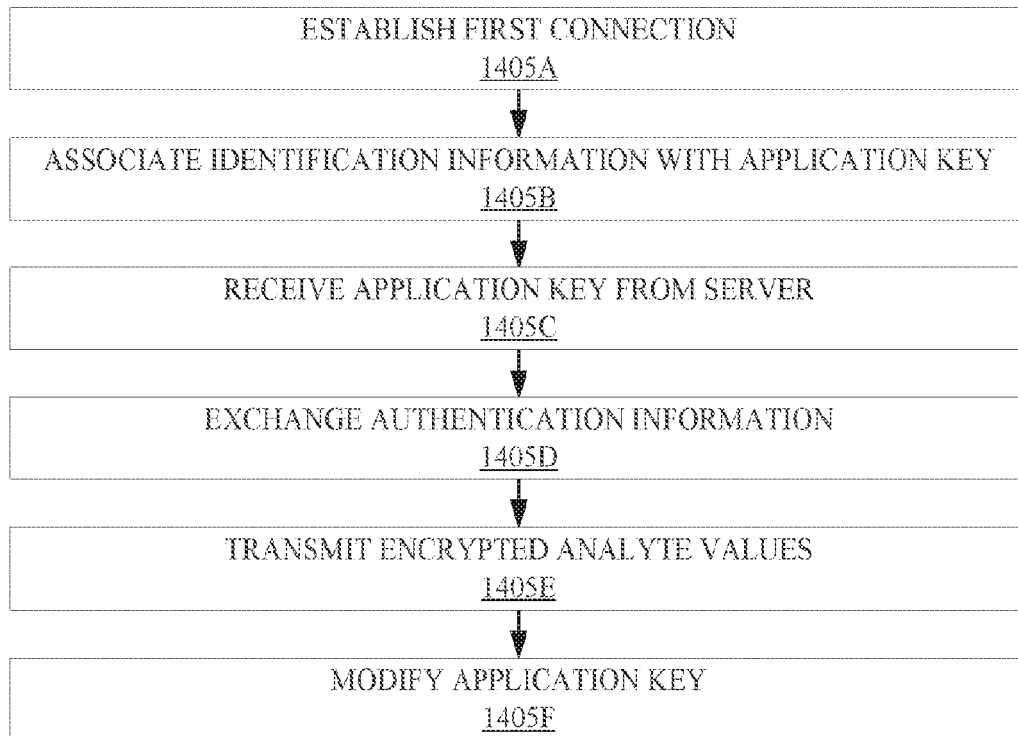 ESTABLISH FIRST CONNECTION
1405A
ASSOCIATE IDENTIFICATION INFORMATION WITH APPLICATION KEY
1405B
RECEIVE APPLICATION KEY FROM SERVER
1405C
EXCHANGE AUTHENTICATION INFORMATION
1405D
TRANSMIT ENCRYPTED ANALYTE VALUES
1405E
MODIFY APPLICATION KEY
1405F